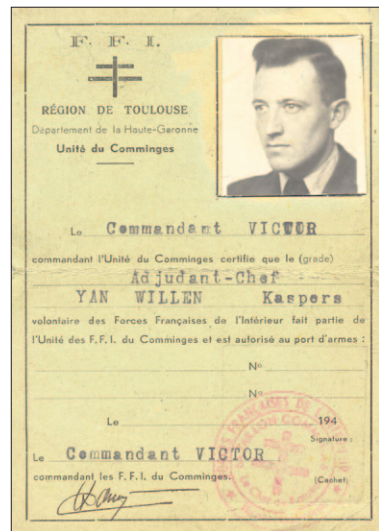 F. F. I.
RÉGION DE TOULOUSE
Département de la Haute-Garonne
Unité du Comminges
Le Commandant VICTOR
commandant l'Unité du Comminges certifie que le (grade)
Adjudant-Chef
YAN WILLEN Kaspers
volontaire des Forces Françaises de l'Intérieur fait partie de
l'Unité des F.F.I. du Comminges et est autorisé au port d'armes :
No
No
Le 194
Signature :
Le Commandant VICTOR
commandant les F.F.I. du Comminges.
(Cachet)